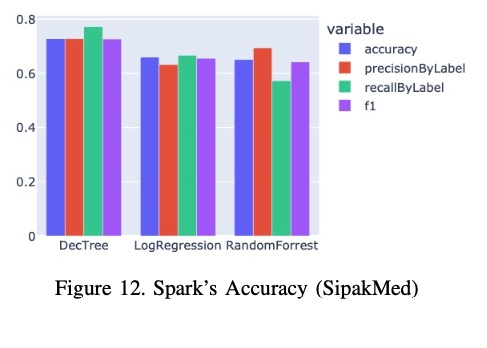 variable
accuracy
precisionByLabel
recallByLabel
f1
0.8
0.6
0.4
0.2
0
DecTree LogRegression RandomForrest
Figure 12. Spark's Accuracy (SipakMed)